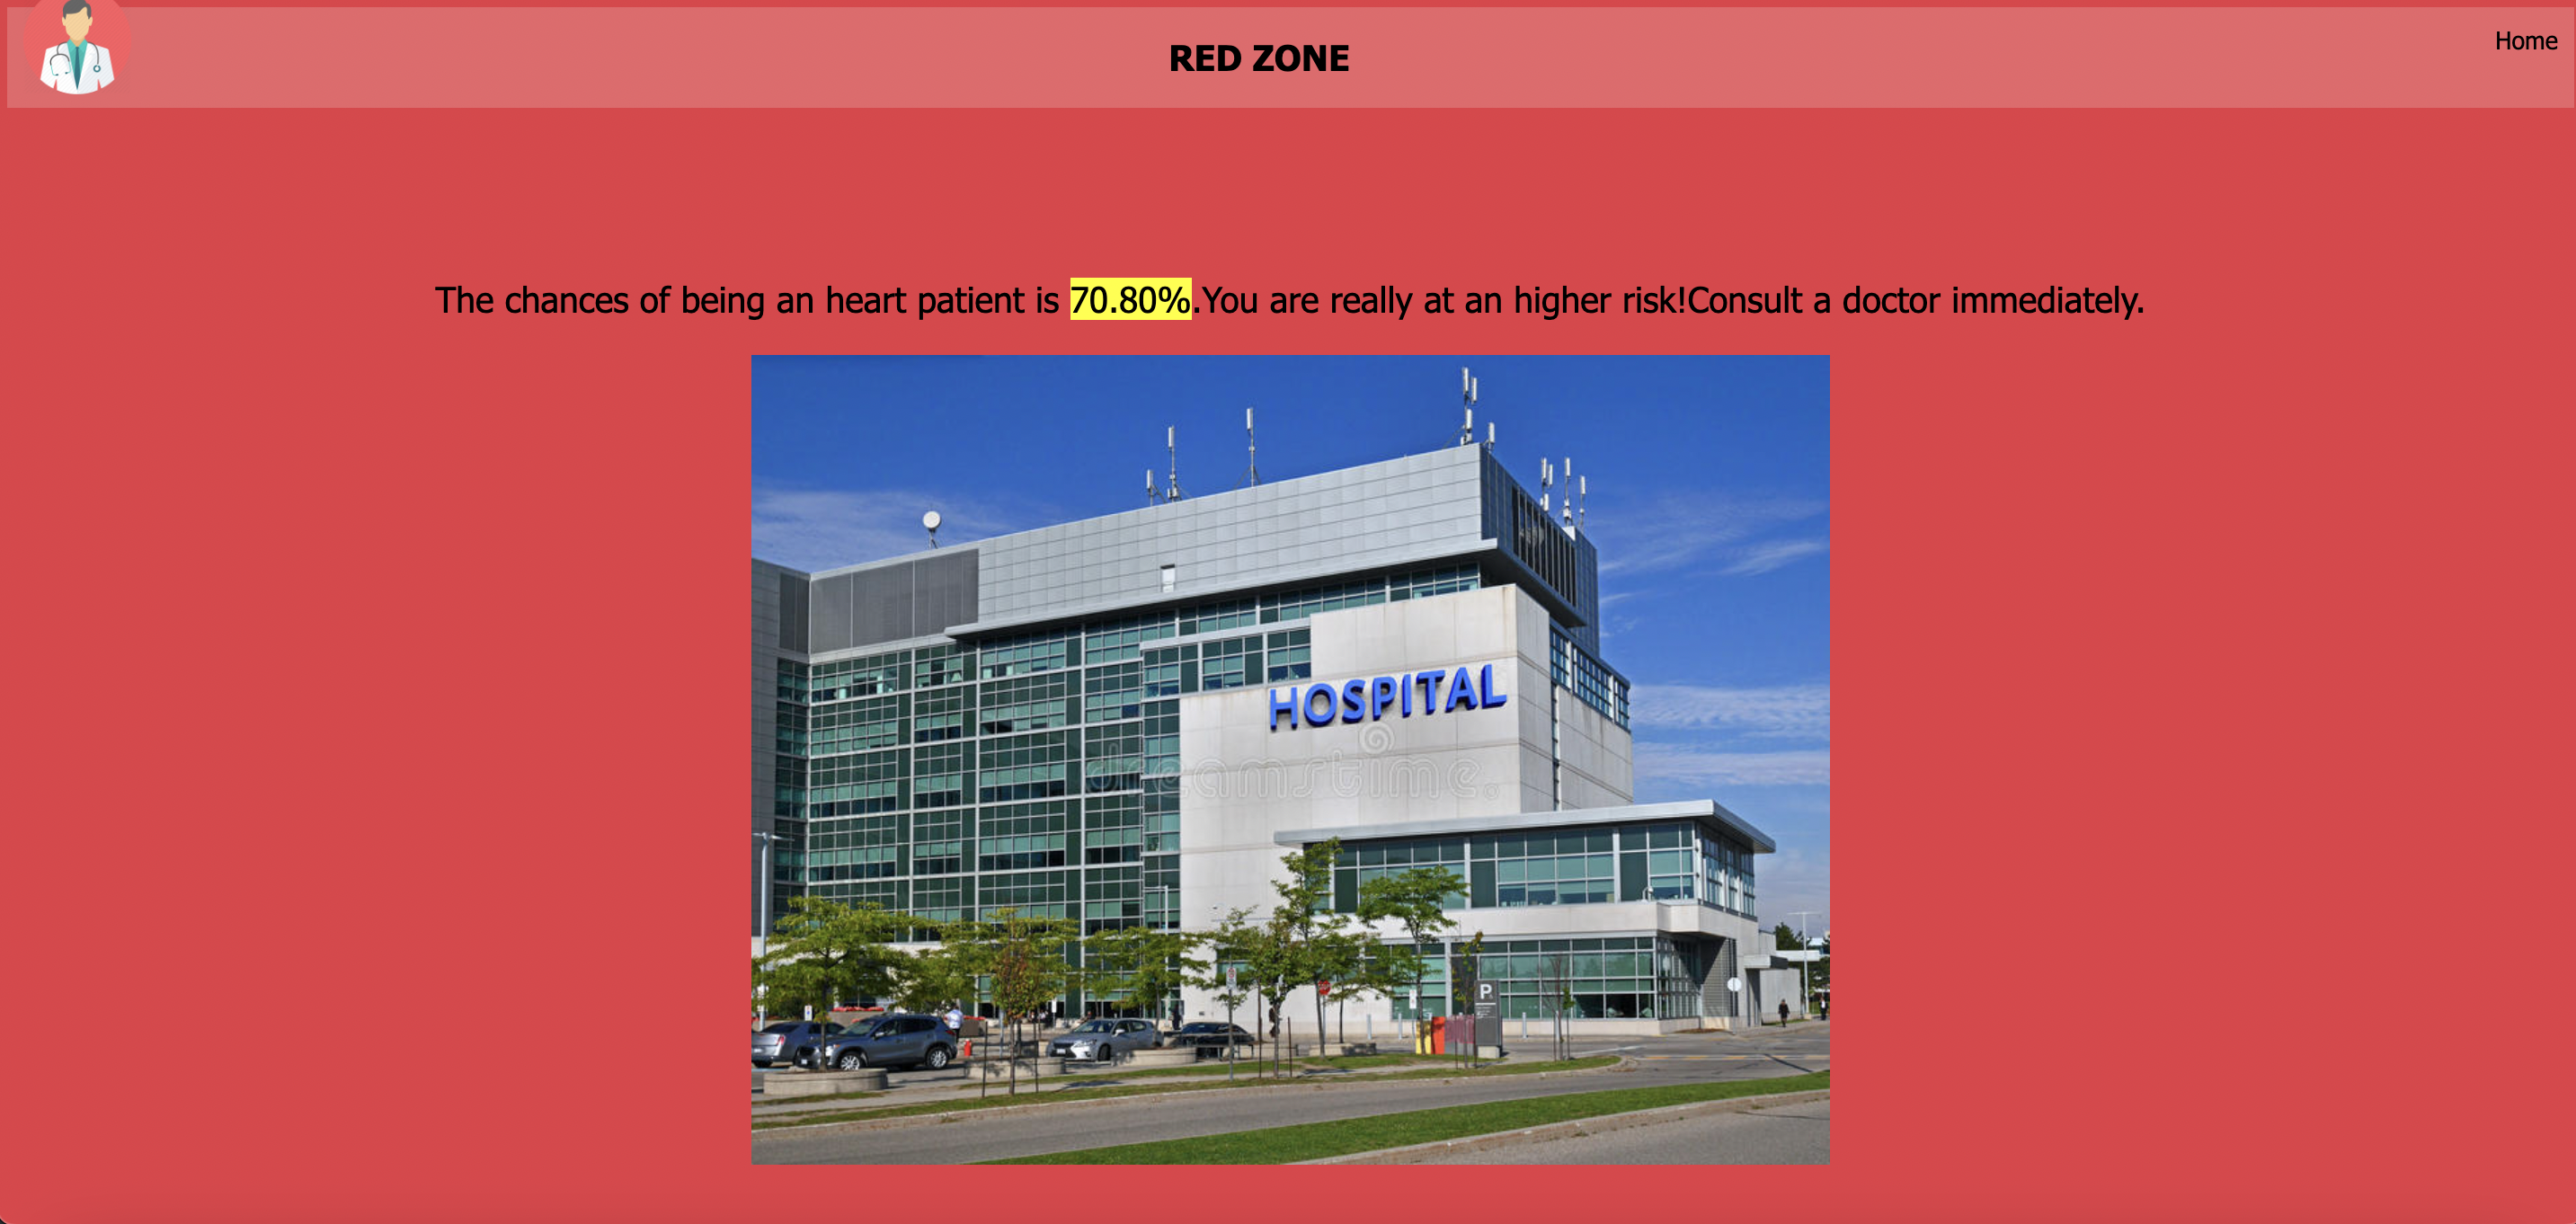 RED ZONE
Home
The chances of being an heart patient is 70.80%.You are really at an higher risk!Consult a doctor immediately.
HOSPITAL
dreamstime.
P